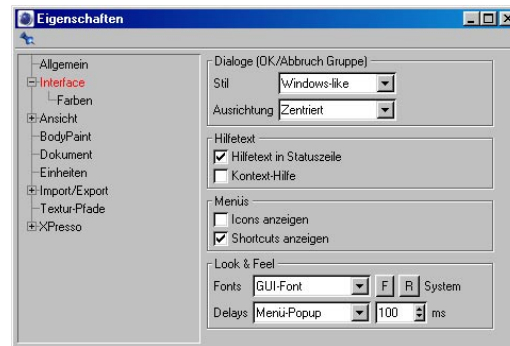 Eigenschaften
Allgemein
Interface
Farben
Ansicht
BodyPaint
Dokument
Einheiten
Import/Export
Textur-Pfade
XPresso
Dialoge (OK/Abbruch Gruppe)
Stil Windows-like
Ausrichtung Zentriert
Hilfetext
Hilfetext in Statuszeile
Kontext-Hilfe
Menüs
Icons anzeigen
Shortcuts anzeigen
Look & Feel
Fonts GUI-Font F R System
Delays Menü-Popup 100 ms